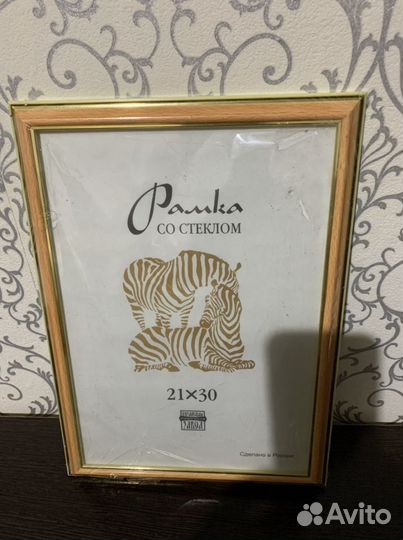 Рамка
СО СТЕКЛОМ
21×30
Сделано в России
Avito